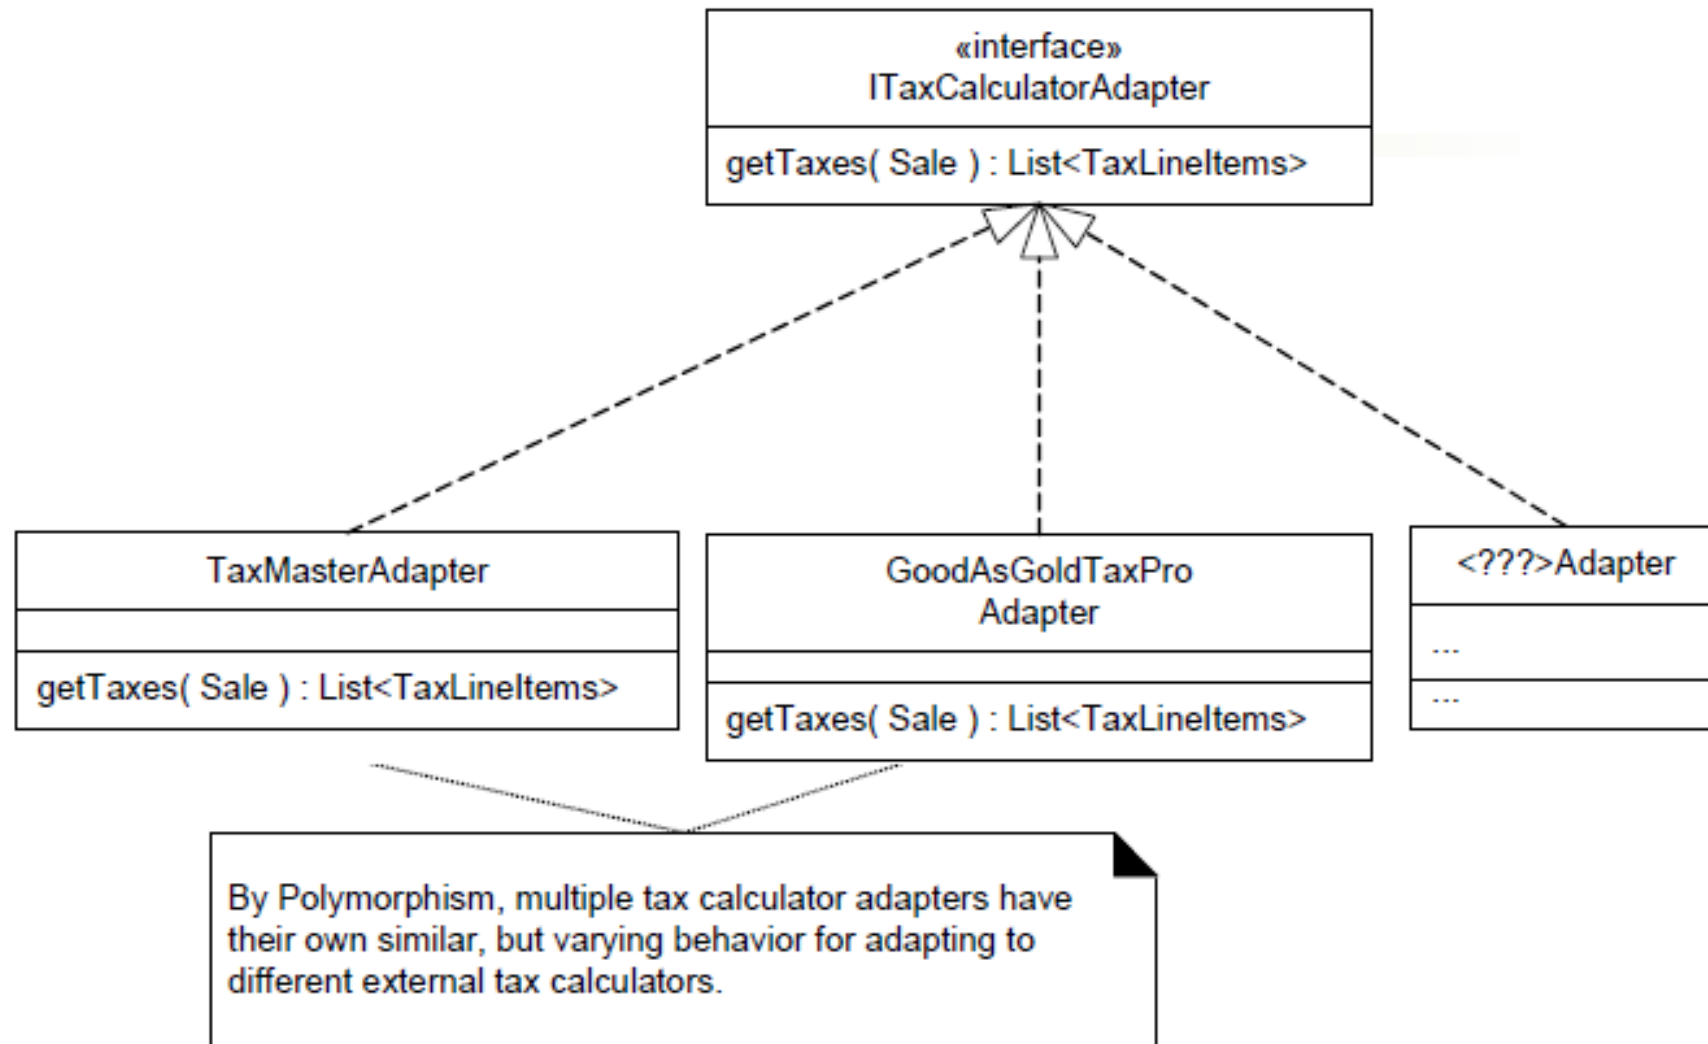 «interface»
ITaxCalculatorAdapter
getTaxes( Sale ) : List<TaxLineItems>
TaxMasterAdapter
getTaxes( Sale ) : List<TaxLineItems>
GoodAsGoldTaxPro
Adapter
getTaxes( Sale ) : List<TaxLineItems>
<???>Adapter
...
...
By Polymorphism, multiple tax calculator adapters have
their own similar, but varying behavior for adapting to
different external tax calculators.